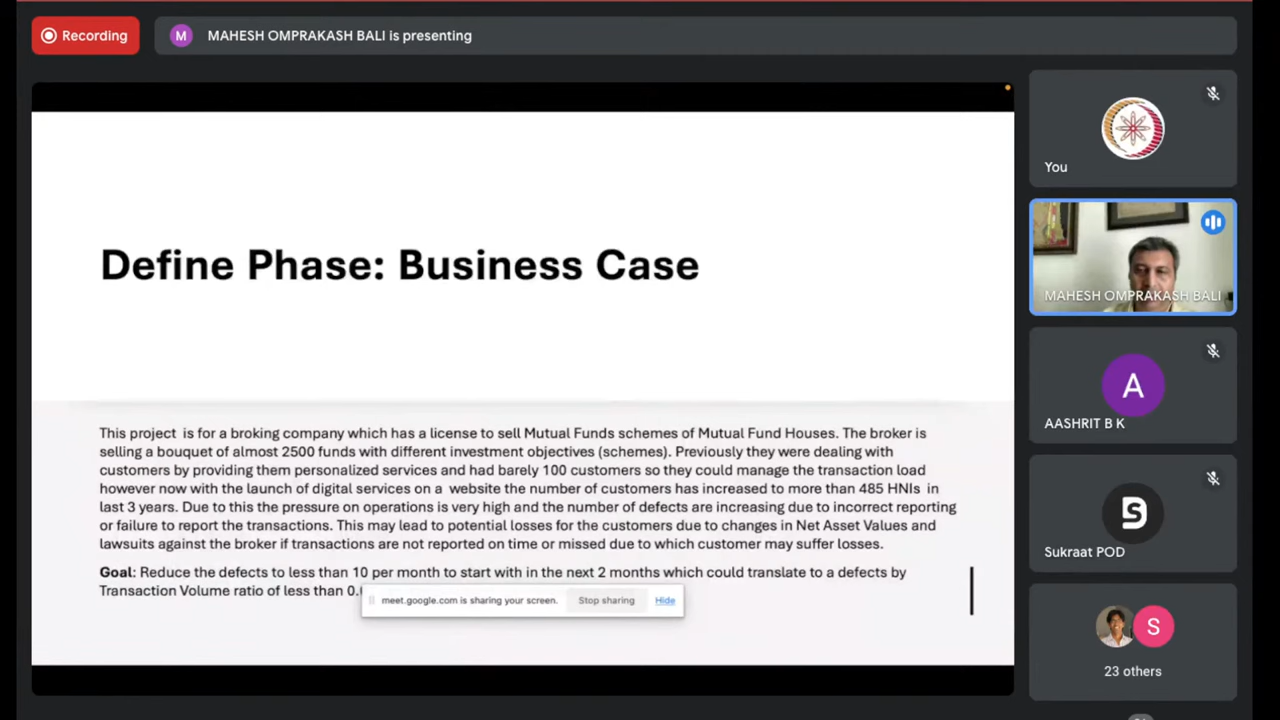 Recording
M
MAHESH OMPRAKASH BALI is presenting
You
Define Phase: Business Case
MAHESH OMPRAKASH BALI
A
AASHRIT B K
This project is for a broking company which has a license to sell Mutual Funds schemes of Mutual Fund Houses. The broker is
selling a bouquet of almost 2500 funds with different investment objectives (schemes). Previously they were dealing with
customers by providing them personalized services and had barely 100 customers so they could manage the transaction load
however now with the launch of digital services on a website the number of customers has increased to more than 485 HNIs in
last 3 years. Due to this the pressure on operations is very high and the number of defects are increasing due to incorrect reporting
or failure to report the transactions. This may lead to potential losses for the customers due to changes in Net Asset Values and
lawsuits against the broker if transactions are not reported on time or missed due to which customer may suffer losses.
Goal: Reduce the defects to less than 10 per month to start with in the next 2 months which could translate to a defects by
Transaction Volume ratio of less than 0.
meet.google.com is sharing your screen.
Stop sharing
Hide
S
Sukraat POD
S
23 others